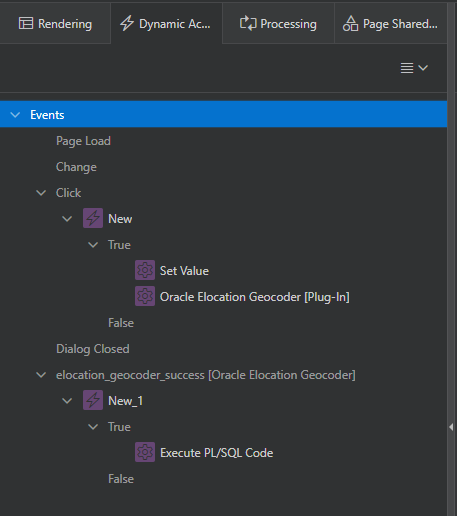 Rendering Dynamic Ac... Processing Page Shared...
Events
Page Load
Change
Click
New
True
Set Value
Oracle Elocation Geocoder [Plug-In]
False
Dialog Closed
elocation_geocoder_success [Oracle Elocation Geocoder]
New_1
True
Execute PL/SQL Code
False